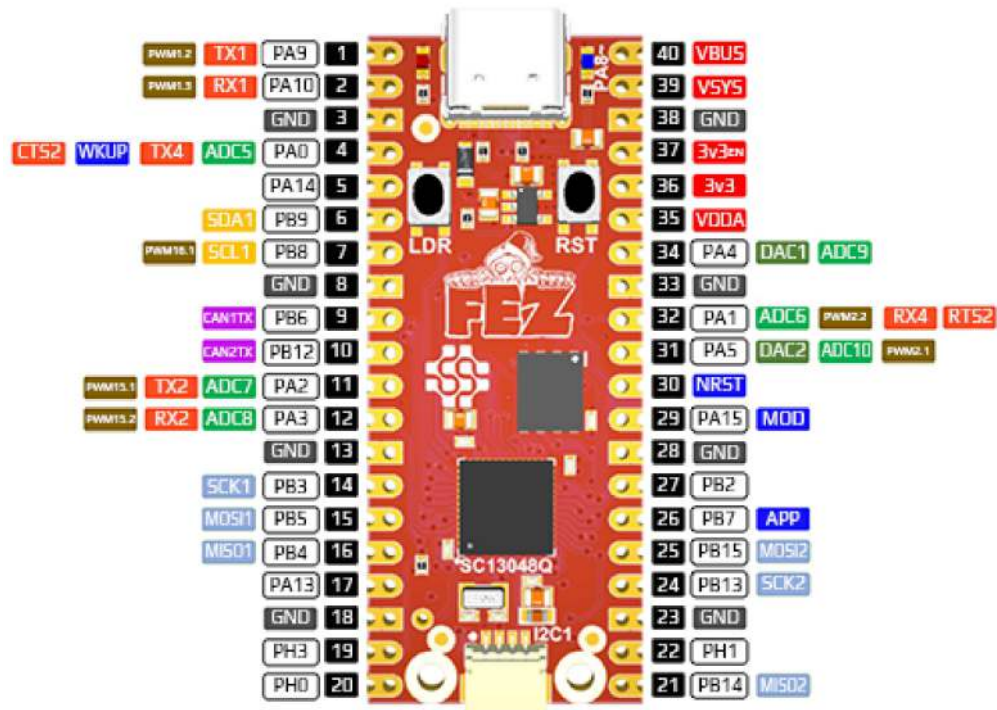 PWM1.2 TX1 PA9 1 40 VBUS
PWM1.3 RX1 PA10 2 39 VSYS
PA8~
GND 3 38 GND
CTS2 WKUP TX4 ADC5 PA0 4 37 3v3EN
PA14 5 36 3v3
SDA1 PB9 6 35 VDDA
LDR RST
PWM16.1 SCL1 PB8 7 34 PA4 DAC1 ADC9
GND 8 33 GND
FEZ
CAN1TX PB6 9 32 PA1 ADC6 PWM2.2 RX4 RTS2
CAN2TX PB12 10 31 PA5 DAC2 ADC10 PWM2.1
PWM15.1 TX2 ADC7 PA2 11 30 NRST
PWM15.2 RX2 ADC8 PA3 12 29 PA15 MOD
GND 13 28 GND
SCK1 PB3 14 27 PB2
MOSI1 PB5 15 26 PB7 APP
MISO1 PB4 16 25 PB15 MOSI2
SC13048Q
PA13 17 24 PB13 SCK2
GND 18 23 GND
I2C1
PH3 19 22 PH1
PH0 20 21 PB14 MISO2